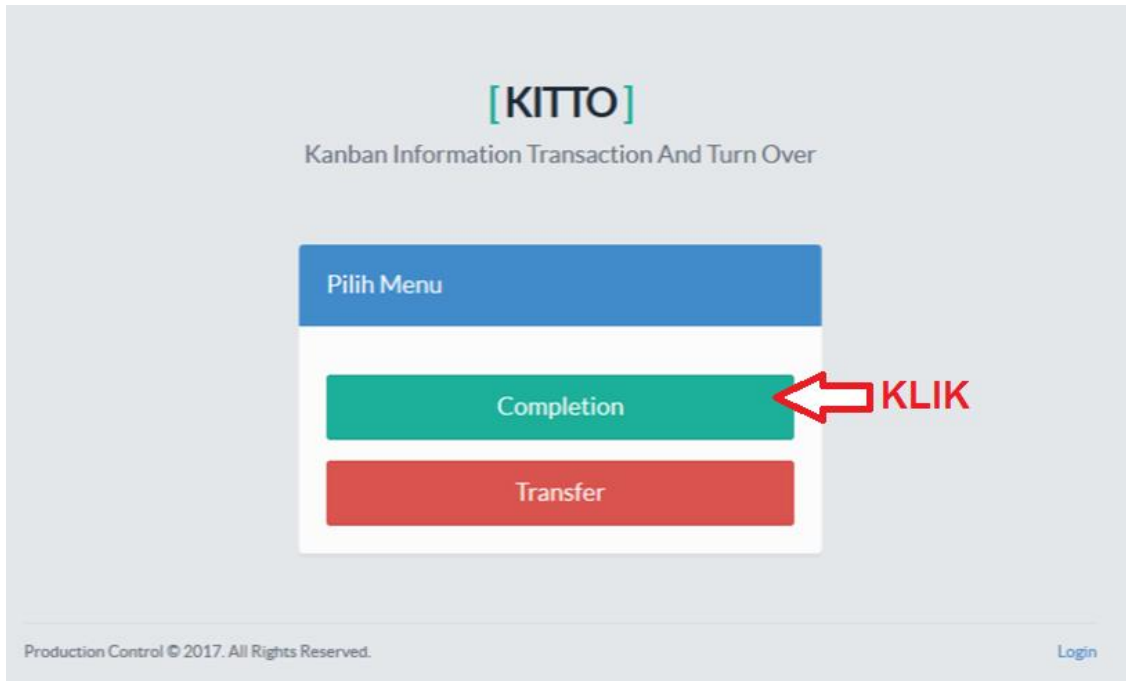 [KITTO]
Kanban Information Transaction And Turn Over
Pilih Menu
Completion
KLIK
Transfer
Production Control © 2017. All Rights Reserved.
Login